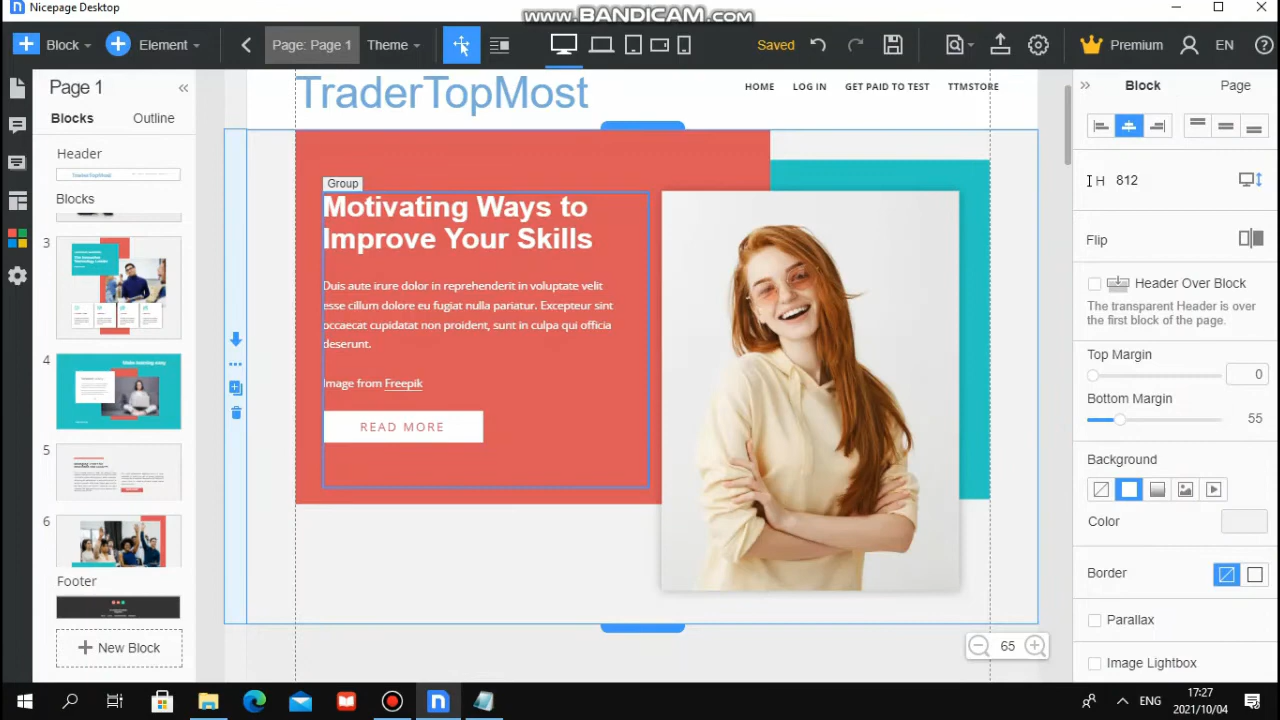 Nicepage Desktop
www.BANDICAM.com
Block
Element
Page: Page 1
Theme
Saved
Premium
EN
Page 1
Blocks
Outline
Header
Blocks
3
4
5
6
Footer
New Block
TraderTopMost
HOME
LOG IN
GET PAID TO TEST
TTMSTORE
Group
Motivating Ways to
Improve Your Skills
Duis aute irure dolor in reprehenderit in voluptate velit
esse cillum dolore eu fugiat nulla pariatur. Excepteur sint
occaecat cupidatat non proident, sunt in culpa qui officia
deserunt.
Image from Freepik
READ MORE
65
Block
Page
H 812
Flip
Header Over Block
The transparent Header is over
the first block of the page.
Top Margin
0
Bottom Margin
55
Background
Color
Border
Parallax
Image Lightbox
ENG
17:27
2021/10/04